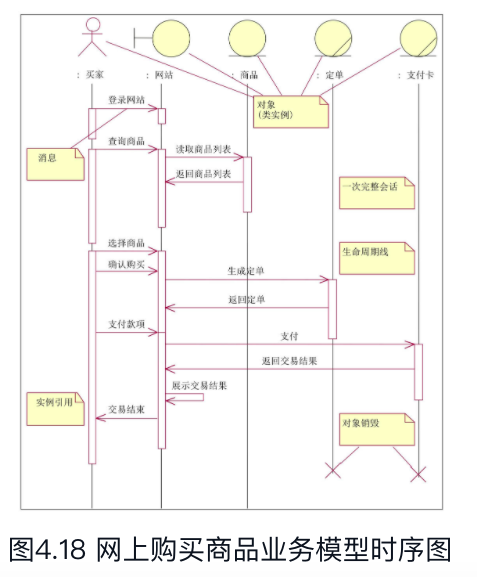 ：买家
：网站
：商品
：定单
：支付卡
对象
(类实例)
登录网站
查询商品
消息
读取商品列表
返回商品列表
一次完整会话
选择商品
确认购买
生命周期线
生成定单
返回定单
支付款项
支付
返回交易结果
展示交易结果
实例引用
交易结束
对象销毁
图4.18 网上购买商品业务模型时序图